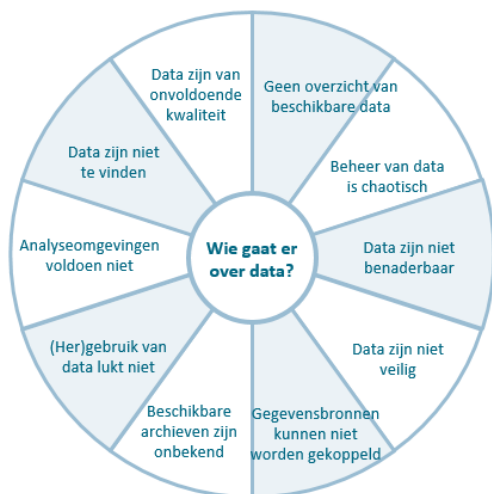 Data zijn van
onvoldoende
kwaliteit
Geen overzicht van
beschikbare data
Beheer van data
is chaotisch
Data zijn niet
benaderbaar
Data zijn niet
veilig
Gegevensbronnen
kunnen niet
worden gekoppeld
Beschikbare
archieven zijn
onbekend
(Her)gebruik van
data lukt niet
Analyseomgevingen
voldoen niet
Data zijn niet
te vinden
Wie gaat er
over data?